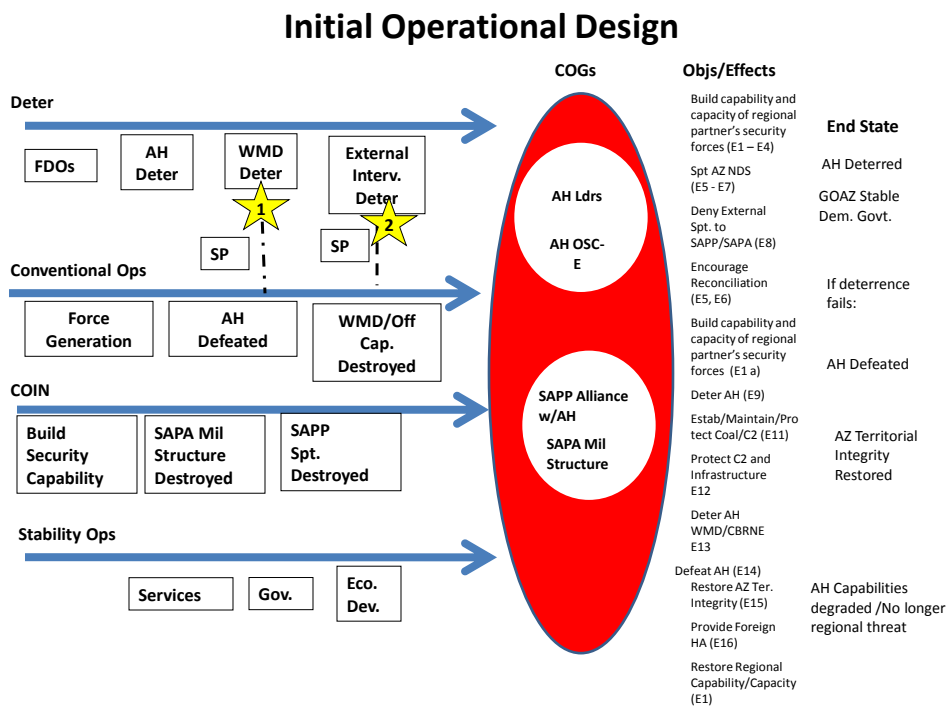 Initial Operational Design
COGs
Objs/Effects
Deter
FDOs
AH
Deter
WMD
Deter
External
Interv.
Deter
1
2
SP
SP
Conventional Ops
Force
Generation
AH
Defeated
WMD/Off
Cap.
Destroyed
COIN
Build
Security
Capability
SAPA Mil
Structure
Destroyed
SAPP
Spt.
Destroyed
Stability Ops
Services
Gov.
Eco.
Dev.
AH Ldrs
AH OSC-
E
SAPP Alliance
w/AH
SAPA Mil
Structure
Build capability and
capacity of regional
partner's security
forces (E1 – E4)
Spt AZ NDS
(E5 - E7)
Deny External
Spt. to
SAPP/SAPA (E8)
Encourage
Reconciliation
(E5, E6)
Build capability and
capacity of regional
partner's security
forces (E1 a)
Deter AH (E9)
Estab/Maintain/Pro
tect Coal/C2 (E11)
Protect C2 and
Infrastructure
E12
Deter AH
WMD/CBRNE
E13
Defeat AH (E14)
Restore AZ Ter.
Integrity (E15)
Provide Foreign
HA (E16)
Restore Regional
Capability/Capacity
(E1)
End State
AH Deterred
GOAZ Stable
Dem. Govt.
If deterrence
fails:
AH Defeated
AZ Territorial
Integrity
Restored
AH Capabilities
degraded /No longer
regional threat